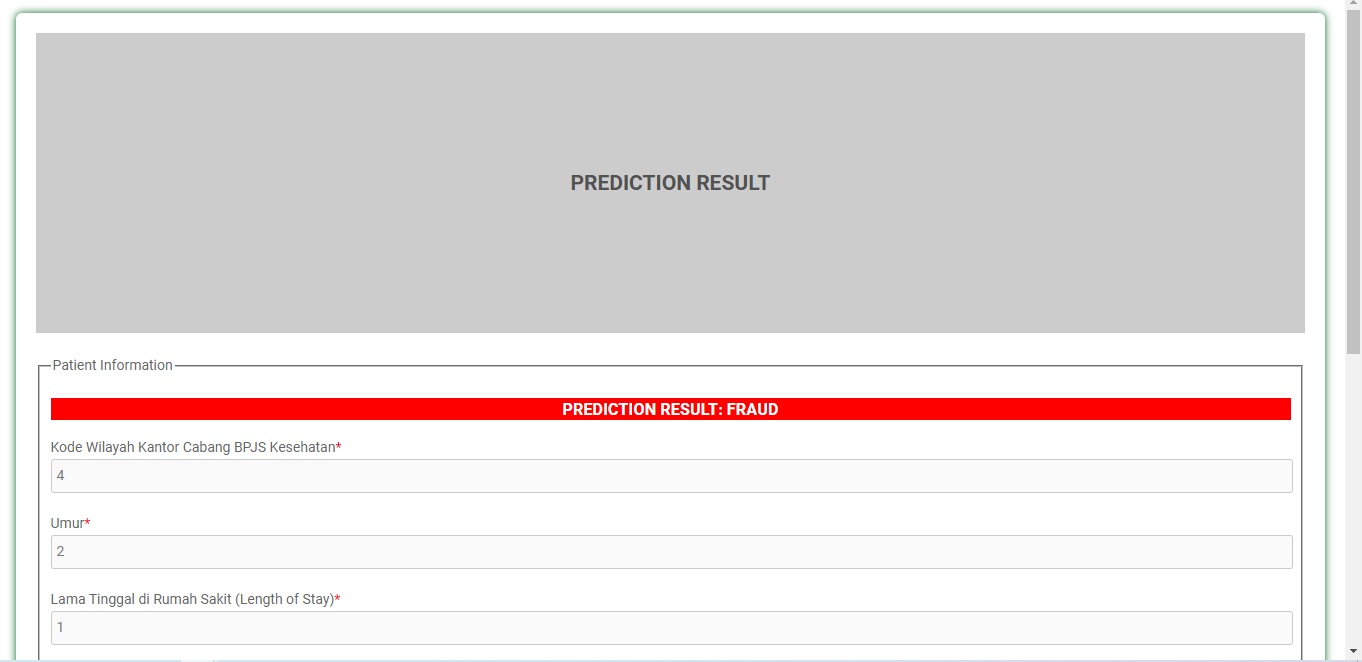 PREDICTION RESULT
Patient Information
PREDICTION RESULT: FRAUD
Kode Wilayah Kantor Cabang BPJS Kesehatan*
4
Umur*
2
Lama Tinggal di Rumah Sakit (Length of Stay)*
1